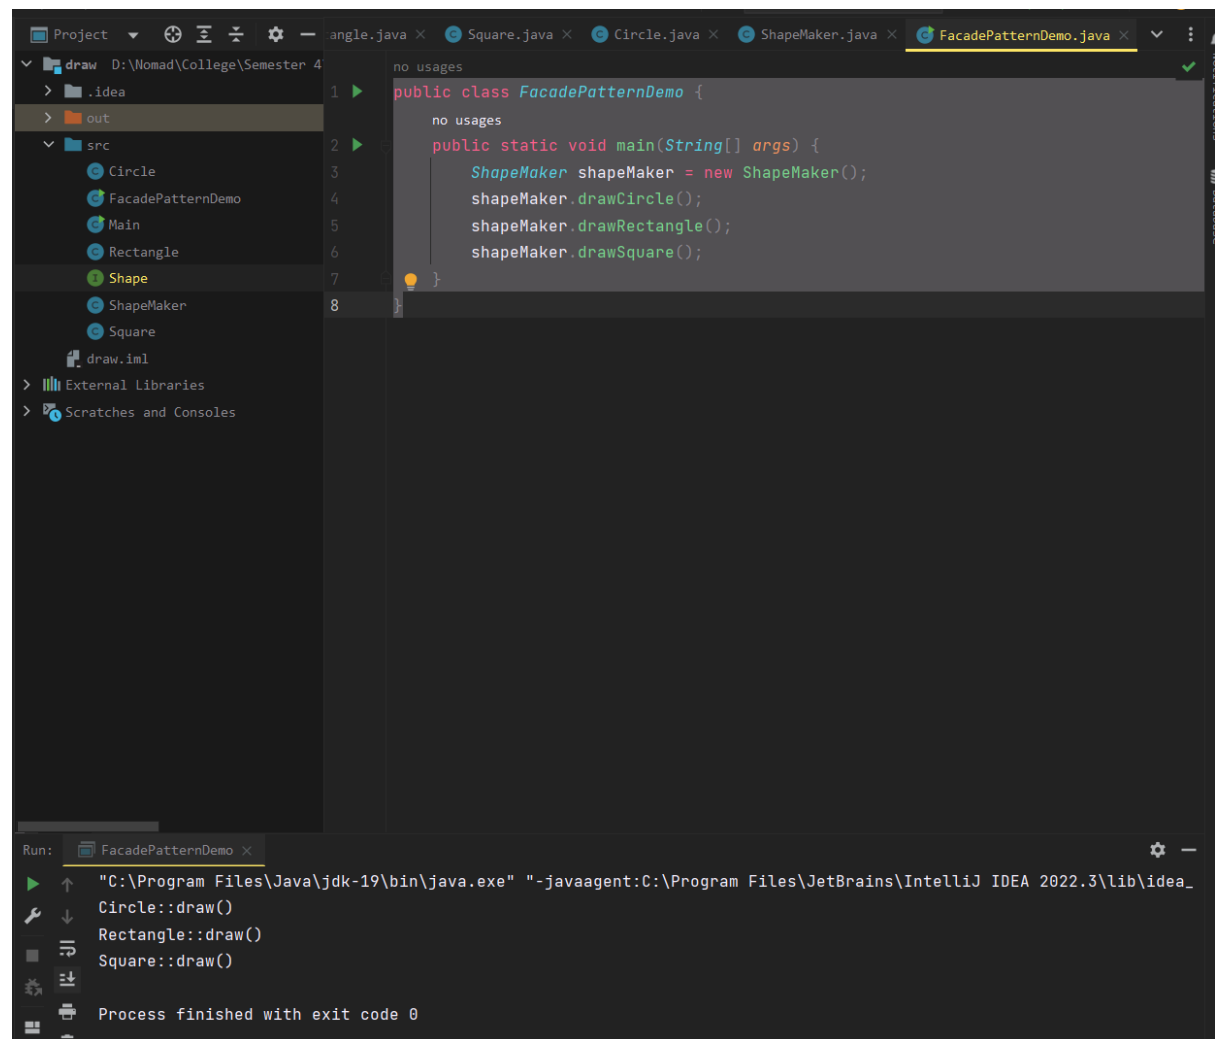 Project
angle.java Square.java Circle.java ShapeMaker.java FacadePatternDemo.java
draw D:\Nomad\College\Semester 4
.idea
out
src
Circle
FacadePatternDemo
Main
Rectangle
Shape
ShapeMaker
Square
draw.iml
External Libraries
Scratches and Consoles
no usages
1 public class FacadePatternDemo {
no usages
2 public static void main(String[] args) {
3 ShapeMaker shapeMaker = new ShapeMaker();
4 shapeMaker.drawCircle();
5 shapeMaker.drawRectangle();
6 shapeMaker.drawSquare();
7 }
8 }
Run: FacadePatternDemo
"C:\Program Files\Java\jdk-19\bin\java.exe" "-javaagent:C:\Program Files\JetBrains\IntelliJ IDEA 2022.3\lib\idea_
Circle::draw()
Rectangle::draw()
Square::draw()
Process finished with exit code 0